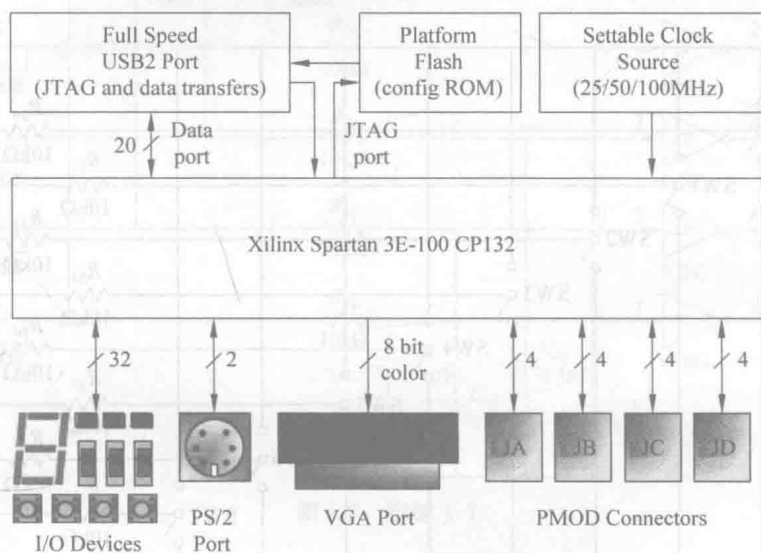 Full Speed
USB2 Port
(JTAG and data transfers)
Platform
Flash
(config ROM)
Settable Clock
Source
(25/50/100MHz)
20
Data
port
JTAG
port
Xilinx Spartan 3E-100 CP132
32
2
8 bit
color
4
4
4
4
JA
JB
JC
JD
I/O Devices
PS/2
Port
VGA Port
PMOD Connectors